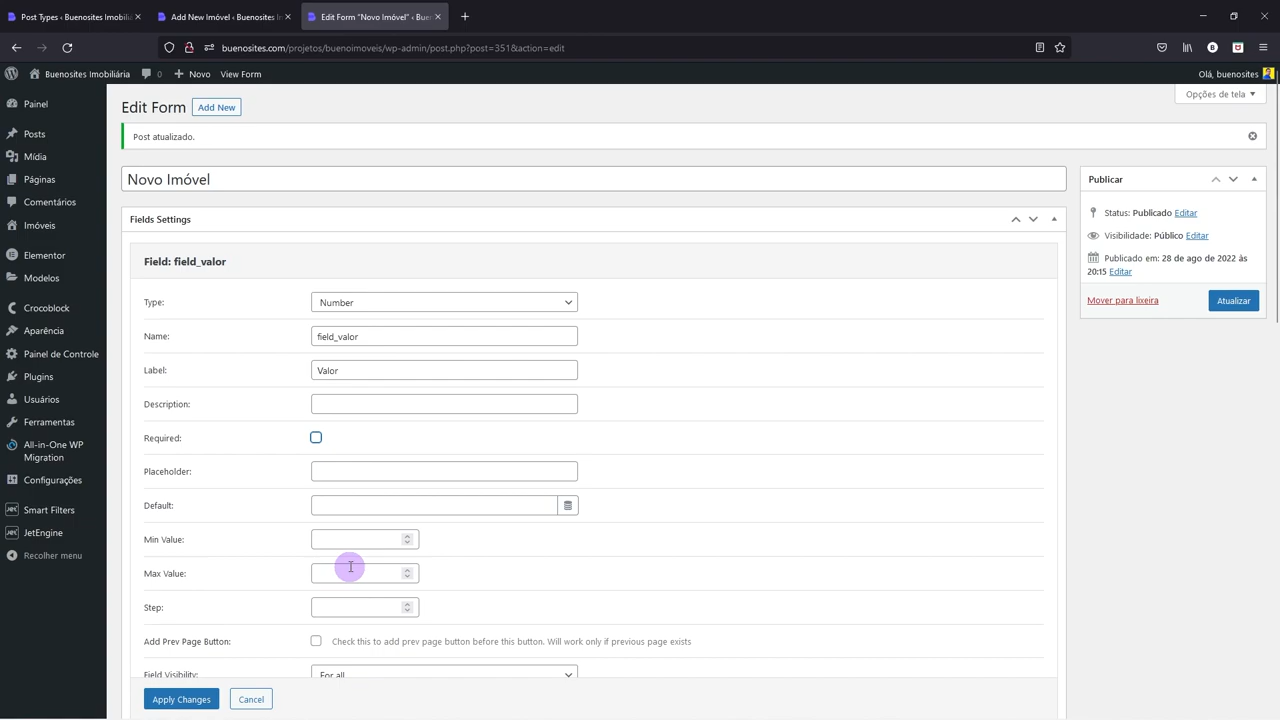 Post Types ‹ Buenosites Imobiliá
Add New Imóvel ‹ Buenosites In
Edit Form "Novo Imóvel" ‹ Bue
buenosites.com/projetos/buenoimoveis/wp-admin/post.php?post=351&action=edit
Buenosites Imobiliária
0
Novo
View Form
Olá, buenosites
Painel
Posts
Mídia
Páginas
Comentários
Imóveis
Elementor
Modelos
Crocoblock
Aparência
Painel de Controle
Plugins
Usuários
Ferramentas
All-in-One WP
Migration
Configurações
Smart Filters
JetEngine
Recolher menu
Opções de tela
Edit Form
Add New
Post atualizado.
Novo Imóvel
Fields Settings
Field: field_valor
Type:
Number
Name:
field_valor
Label:
Valor
Description:
Required:
Placeholder:
Default:
Min Value:
Max Value:
Step:
Add Prev Page Button:
Check this to add prev page button before this button. Will work only if previous page exists
Field Visibility:
For all
Apply Changes
Cancel
Publicar
Status: Publicado Editar
Visibilidade: Público Editar
Publicado em: 28 de ago de 2022 às
20:15 Editar
Mover para lixeira
Atualizar